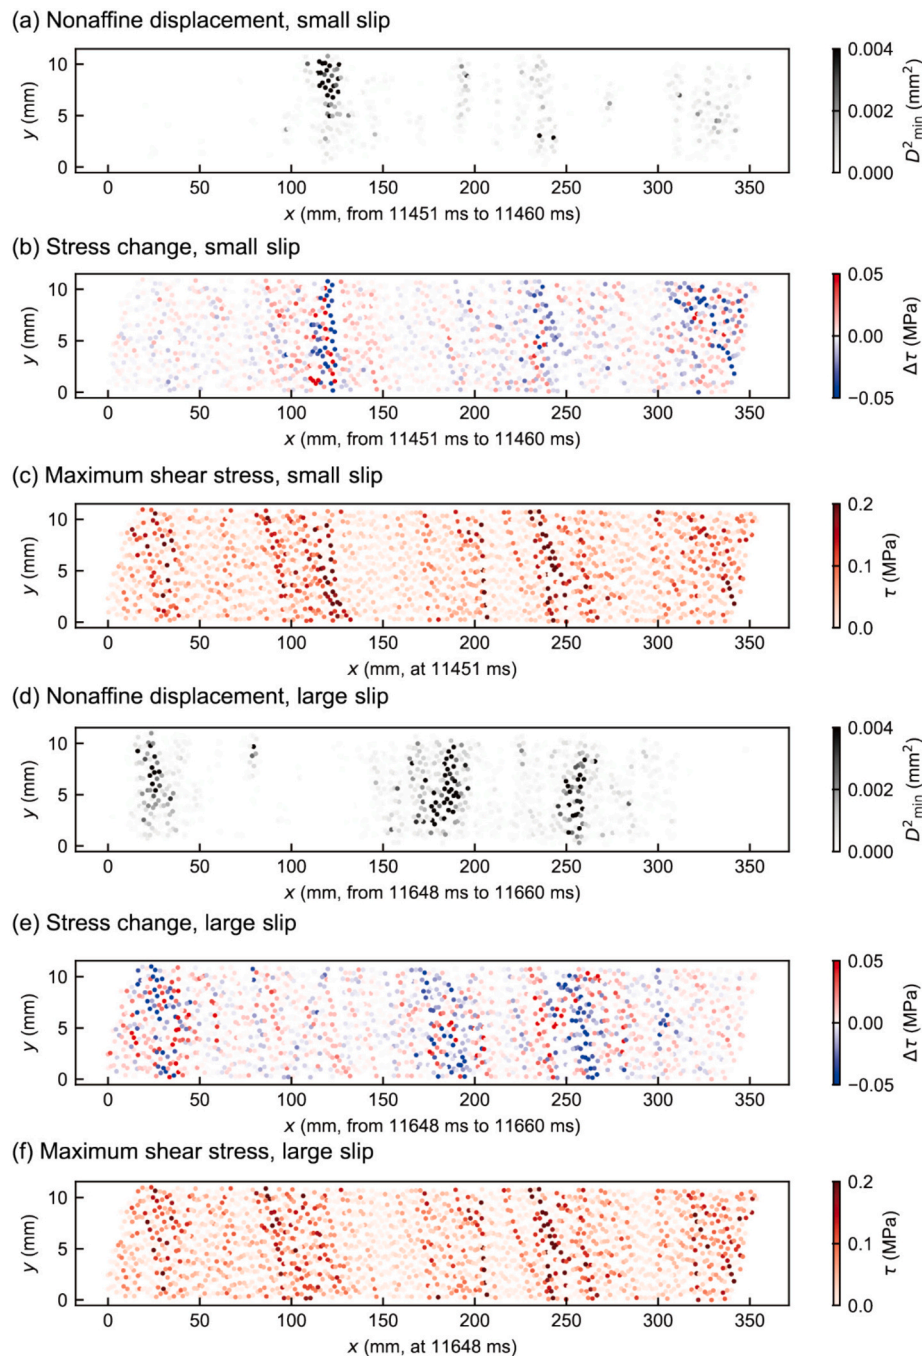 (a) Nonaffine displacement, small slip
10
5
0
y (mm)
0 50 100 150 200 250 300 350
x (mm, from 11451 ms to 11460 ms)
0.004
0.002
0.000
D²min (mm²)
(b) Stress change, small slip
10
5
0
y (mm)
0 50 100 150 200 250 300 350
x (mm, from 11451 ms to 11460 ms)
0.05
0.00
−0.05
Δτ (MPa)
(c) Maximum shear stress, small slip
10
5
0
y (mm)
0 50 100 150 200 250 300 350
x (mm, at 11451 ms)
0.2
0.1
0.0
τ (MPa)
(d) Nonaffine displacement, large slip
10
5
0
y (mm)
0 50 100 150 200 250 300 350
x (mm, from 11648 ms to 11660 ms)
0.004
0.002
0.000
D²min (mm²)
(e) Stress change, large slip
10
5
0
y (mm)
0 50 100 150 200 250 300 350
x (mm, from 11648 ms to 11660 ms)
0.05
0.00
−0.05
Δτ (MPa)
(f) Maximum shear stress, large slip
10
5
0
y (mm)
0 50 100 150 200 250 300 350
x (mm, at 11648 ms)
0.2
0.1
0.0
τ (MPa)